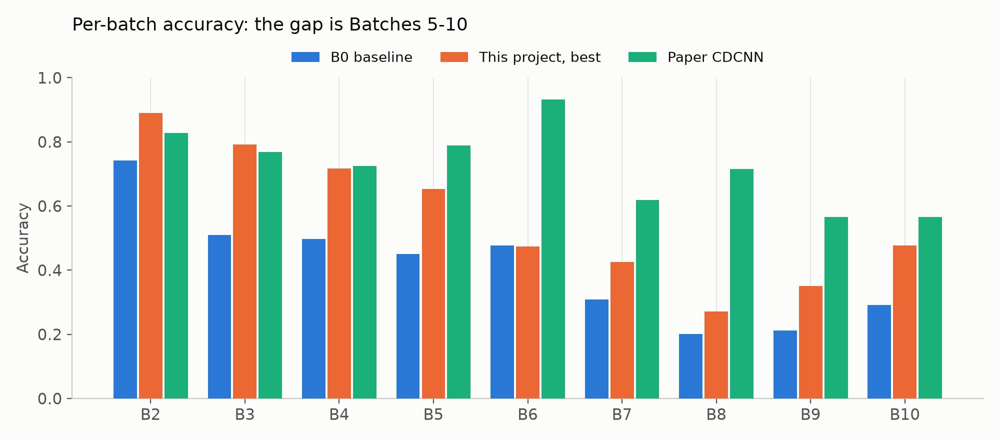 Per-batch accuracy: the gap is Batches 5-10
B0 baseline This project, best Paper CDCNN
1.0
0.8
0.6
0.4
0.2
0.0
Accuracy
B2 B3 B4 B5 B6 B7 B8 B9 B10